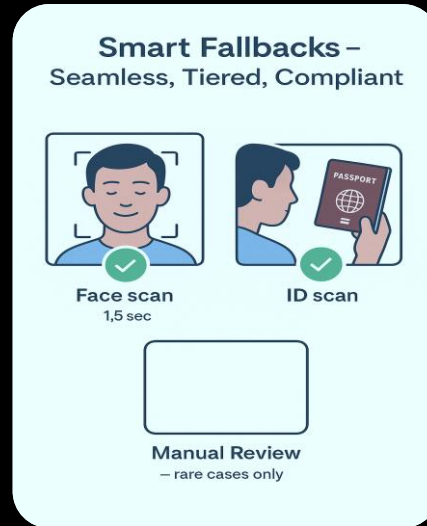 Smart Fallbacks –
Seamless, Tiered, Compliant
PASSPORT
Face scan
1,5 sec
ID scan
Manual Review
– rare cases only